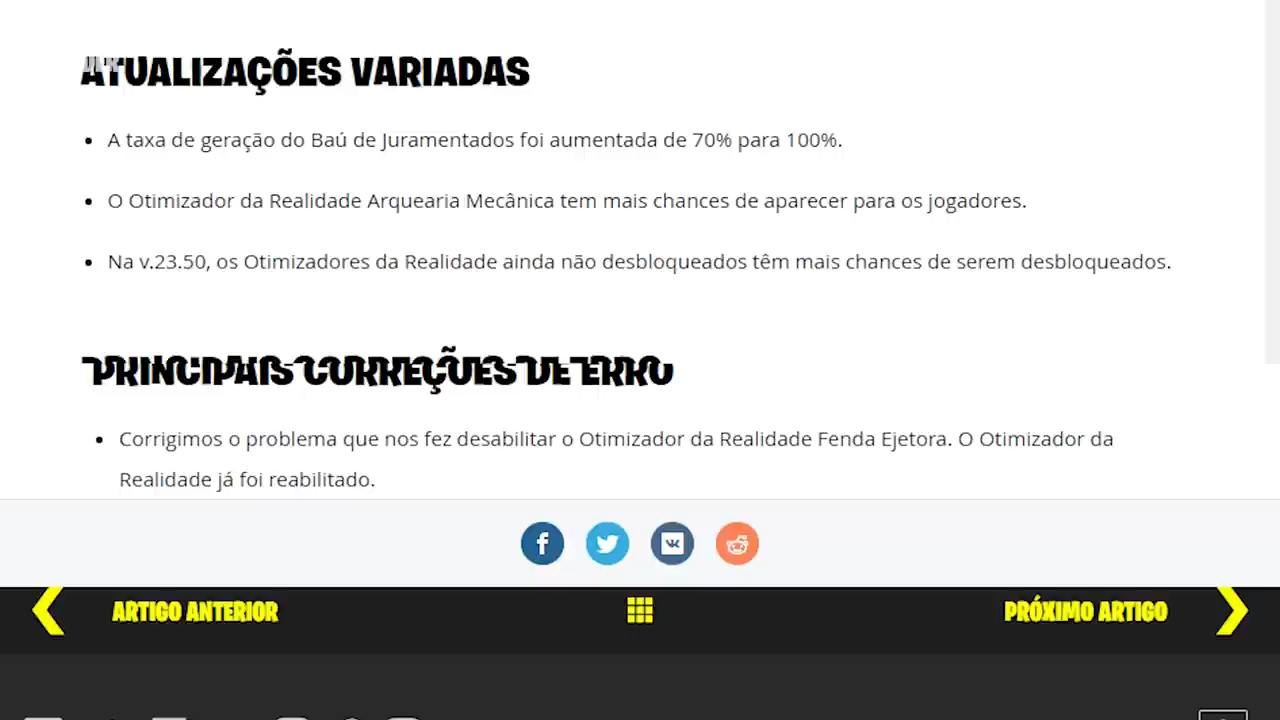 ATUALIZAÇÕES VARIADAS
A taxa de geração do Baú de Juramentados foi aumentada de 70% para 100%.
O Otimizador da Realidade Arquearia Mecânica tem mais chances de aparecer para os jogadores.
Na v.23.50, os Otimizadores da Realidade ainda não desbloqueados têm mais chances de serem desbloqueados.
PRINCIPAIS CORREÇÕES DE ERRO
Corrigimos o problema que nos fez desabilitar o Otimizador da Realidade Fenda Ejetora. O Otimizador da
Realidade já foi reabilitado.
ARTIGO ANTERIOR
PRÓXIMO ARTIGO